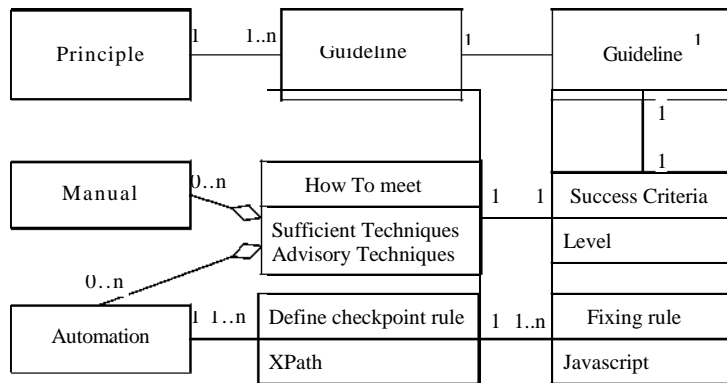 Principle 1 1..n Guideline 1 Guideline 1
1
1
Manual 0..n How To meet 1 1 Success Criteria
Sufficient Techniques
Advisory Techniques
Level
0..n
Automation 1 1..n Define checkpoint rule 1 1..n Fixing rule
XPath Javascript